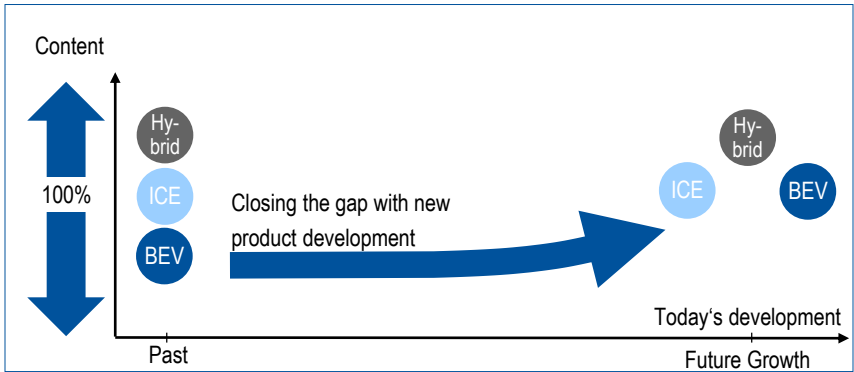 Content
Hy-
brid
ICE
BEV
100%
Closing the gap with new
product development
Hy-
brid
ICE
BEV
Today‘s development
Past
Future Growth